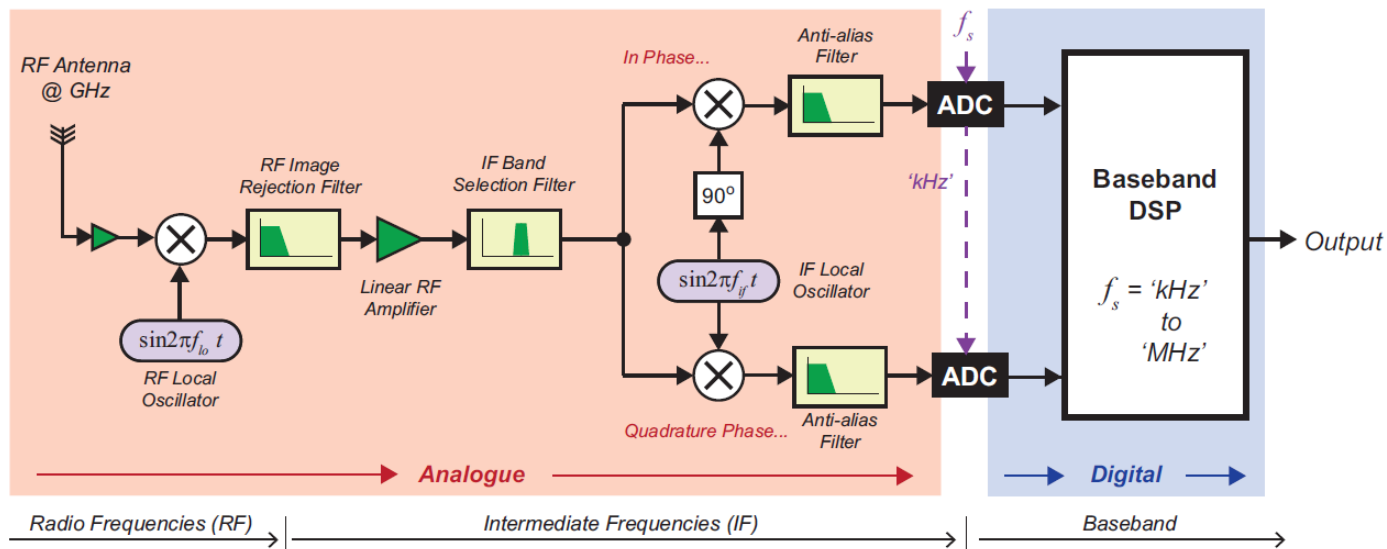 RF Antenna
@ GHz
RF Image
Rejection Filter
IF Band
Selection Filter
Linear RF
Amplifier
sin2πf_lo t
RF Local
Oscillator
In Phase...
Anti-alias
Filter
f_s
ADC
90°
'kHz'
sin2πf_if t
IF Local
Oscillator
Quadrature Phase...
Anti-alias
Filter
ADC
Baseband
DSP
f_s = 'kHz'
to
'MHz'
Output
Analogue
Digital
Radio Frequencies (RF)
Intermediate Frequencies (IF)
Baseband